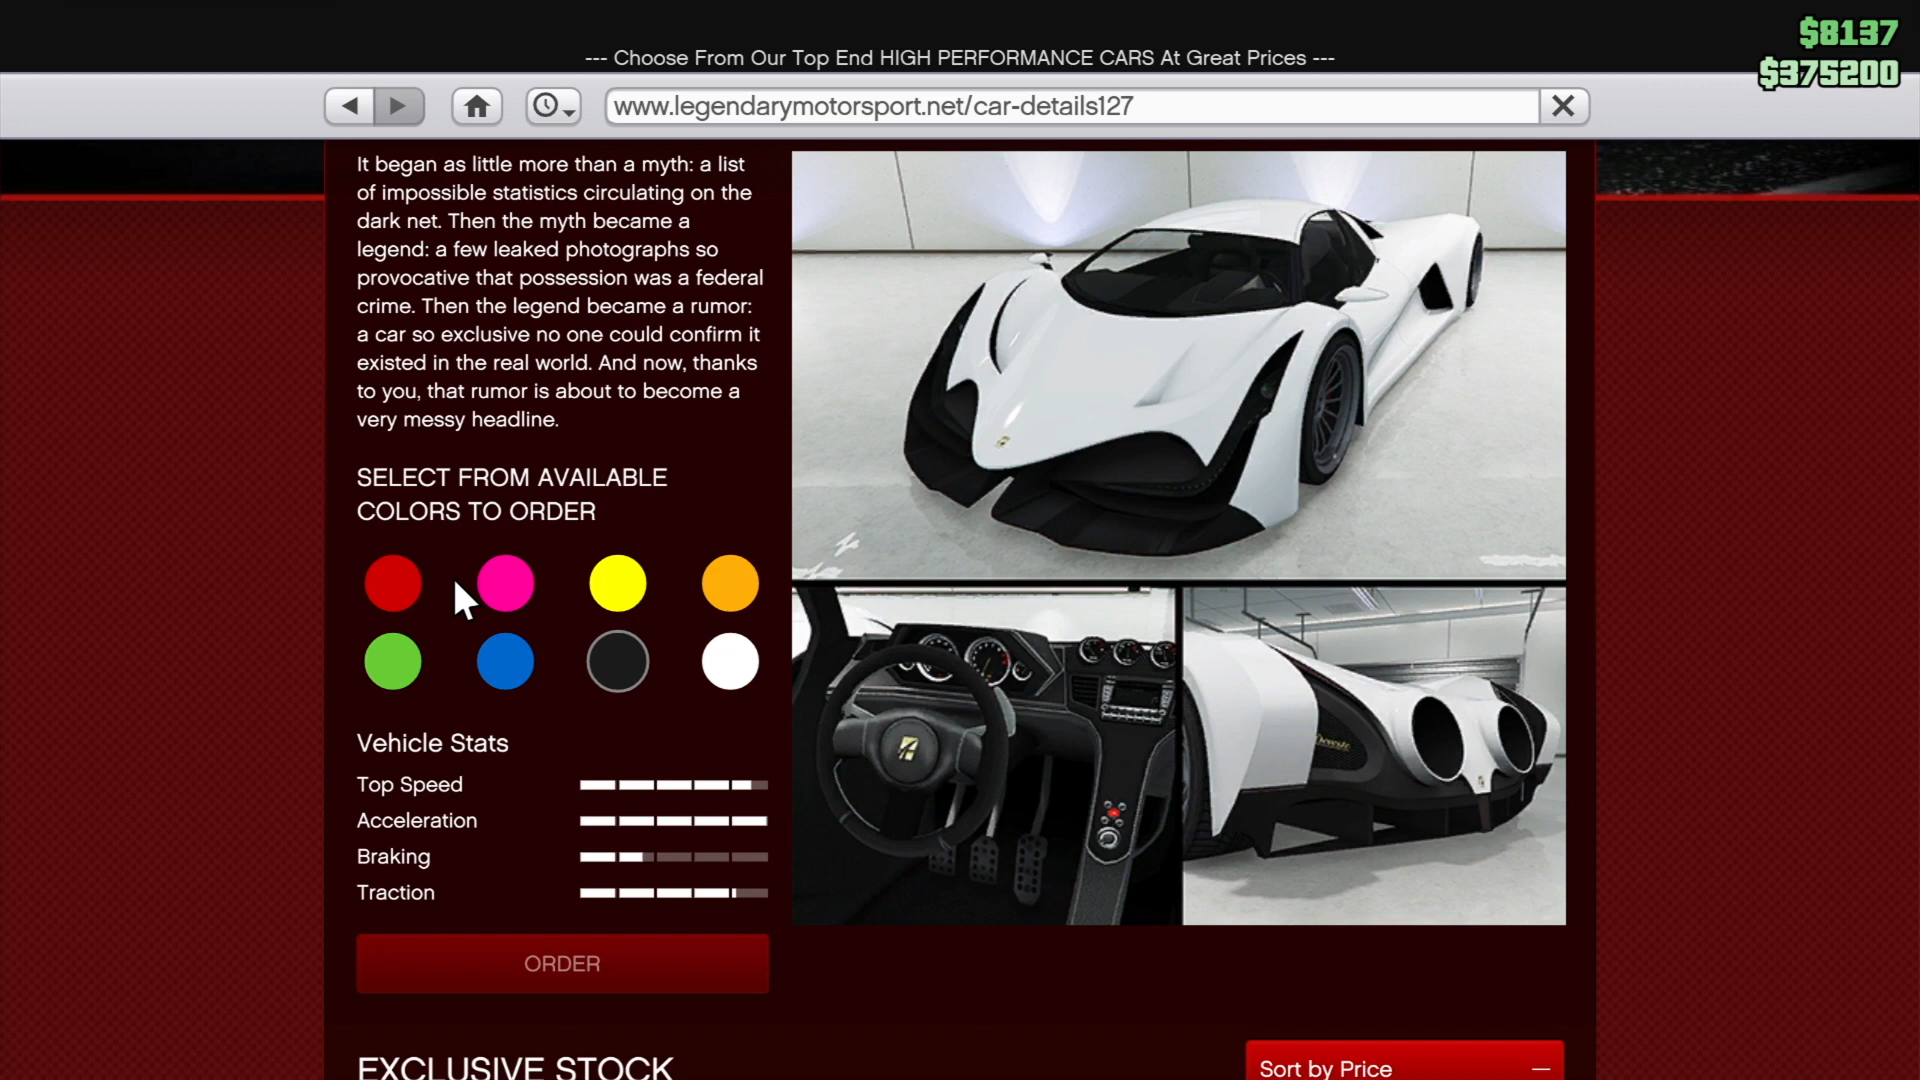 $8137
--- Choose From Our Top End HIGH PERFORMANCE CARS At Great Prices ---
$375200
www.legendarymotorsport.net/car-details127
It began as little more than a myth: a list
of impossible statistics circulating on the
dark net. Then the myth became a
legend: a few leaked photographs so
provocative that possession was a federal
crime. Then the legend became a rumor:
a car so exclusive no one could confirm it
existed in the real world. And now, thanks
to you, that rumor is about to become a
very messy headline.
SELECT FROM AVAILABLE
COLORS TO ORDER
Vehicle Stats
Top Speed
Acceleration
Braking
Traction
ORDER
EXCLUSIVE STOCK
Sort by Price